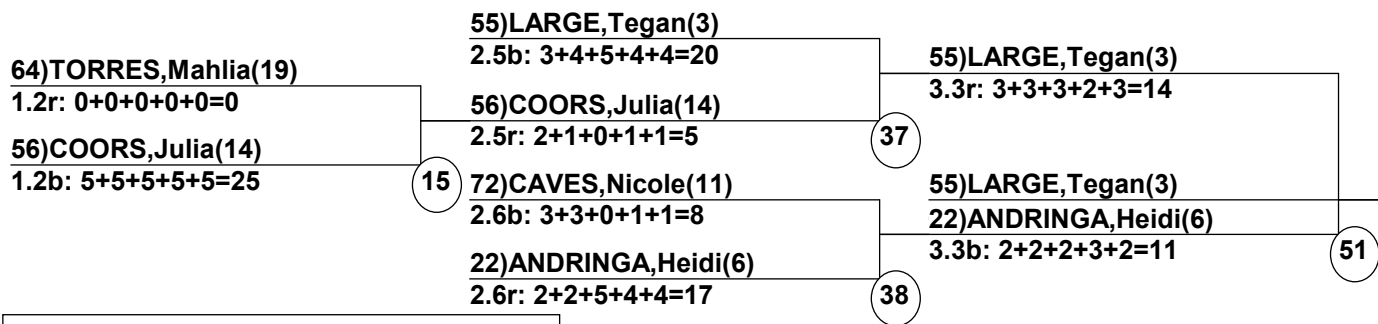 64)TORRES,Mahlia(19)
1.2r: 0+0+0+0+0=0
56)COORS,Julia(14)
1.2b: 5+5+5+5+5=25
15
55)LARGE,Tegan(3)
2.5b: 3+4+5+4+4=20
56)COORS,Julia(14)
2.5r: 2+1+0+1+1=5
37
72)CAVES,Nicole(11)
2.6b: 3+3+0+1+1=8
22)ANDRINGA,Heidi(6)
2.6r: 2+2+5+4+4=17
38
55)LARGE,Tegan(3)
3.3r: 3+3+3+2+3=14
55)LARGE,Tegan(3)
22)ANDRINGA,Heidi(6)
3.3b: 2+2+2+3+2=11
51